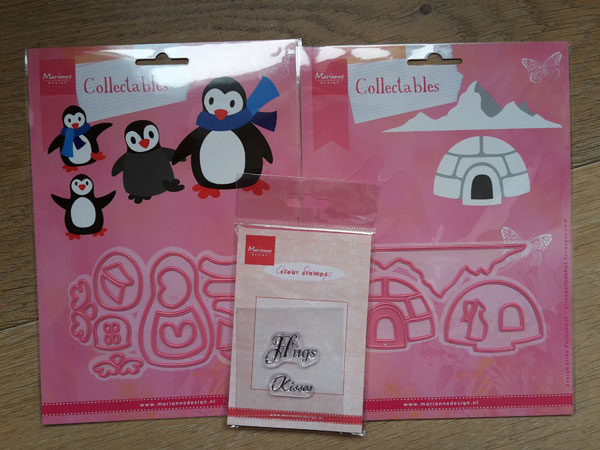 Marianne
DESIGN
Collectables
Marianne
DESIGN
Collectables
Marianne
DESIGN
Clear Stamps
Hugs
Kisses
www.mariannedesign.nl
www.mariannedesign.nl